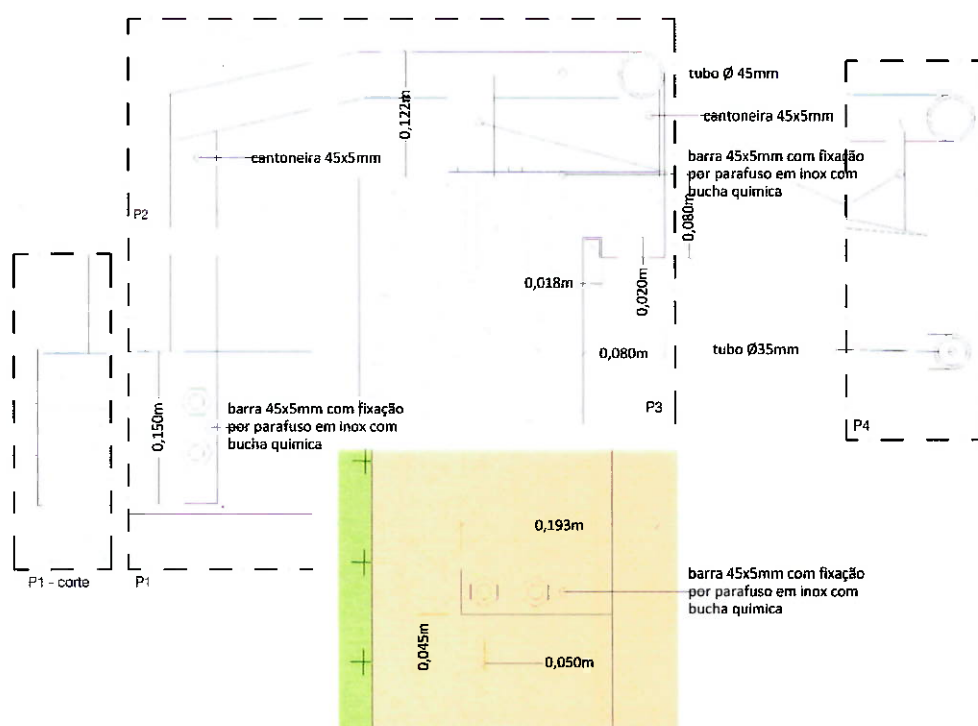 tubo Ø 45mm
cantoneira 45x5mm
0,122m
cantoneira 45x5mm
barra 45x5mm com fixação
por parafuso em inox com
bucha quimica
P2
0,080m
0,018m
0,020m
0,080m
tubo Ø35mm
P3
P4
0,150m
barra 45x5mm com fixação
por parafuso em inox com
bucha quimica
P1 - corte
P1
0,193m
barra 45x5mm com fixação
por parafuso em inox com
bucha quimica
0,045m
0,050m